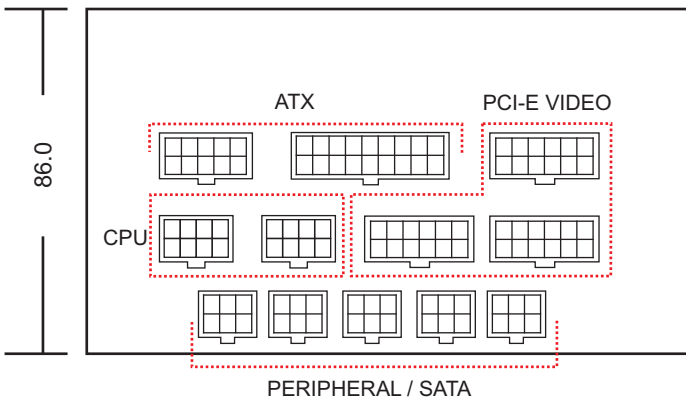 ATX
PCI-E VIDEO
86.0
CPU
PERIPHERAL / SATA